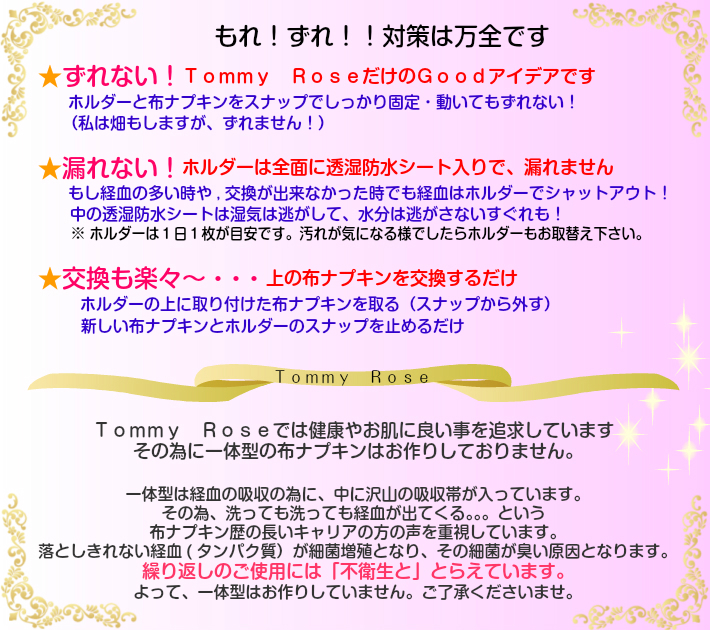 もれ！ずれ！！対策は万全です
★ずれない！Ｔｏｍｍｙ　ＲｏｓｅだけのＧｏｏｄアイデアです
ホルダーと布ナプキンをスナップでしっかり固定・動いてもずれない！
（私は畑もしますが、ずれません！）
★漏れない！ホルダーは全面に透湿防水シート入りで、漏れません
もし経血の多い時や，交換が出来なかった時でも経血はホルダーでシャットアウト！
中の透湿防水シートは湿気は逃がして、水分は逃がさないすぐれも！
※ ホルダーは１日１枚が目安です。汚れが気になる様でしたらホルダーもお取替え下さい。
★交換も楽々～・・・上の布ナプキンを交換するだけ
ホルダーの上に取り付けた布ナプキンを取る（スナップから外す）
新しい布ナプキンとホルダーのスナップを止めるだけ
Ｔｏｍｍｙ　Ｒｏｓｅ
Ｔｏｍｍｙ　Ｒｏｓｅでは健康やお肌に良い事を追求しています
その為に一体型の布ナプキンはお作りしておりません。
一体型は経血の吸収の為に、中に沢山の吸収帯が入っています。
その為、洗っても洗っても経血が出てくる。。。という
布ナプキン歴の長いキャリアの方の声を重視しています。
落としきれない経血（タンパク質）が細菌増殖となり、その細菌が臭い原因となります。
繰り返しのご使用には「不衛生と」とらえています。
よって、一体型はお作りしていません。ご了承くださいませ。